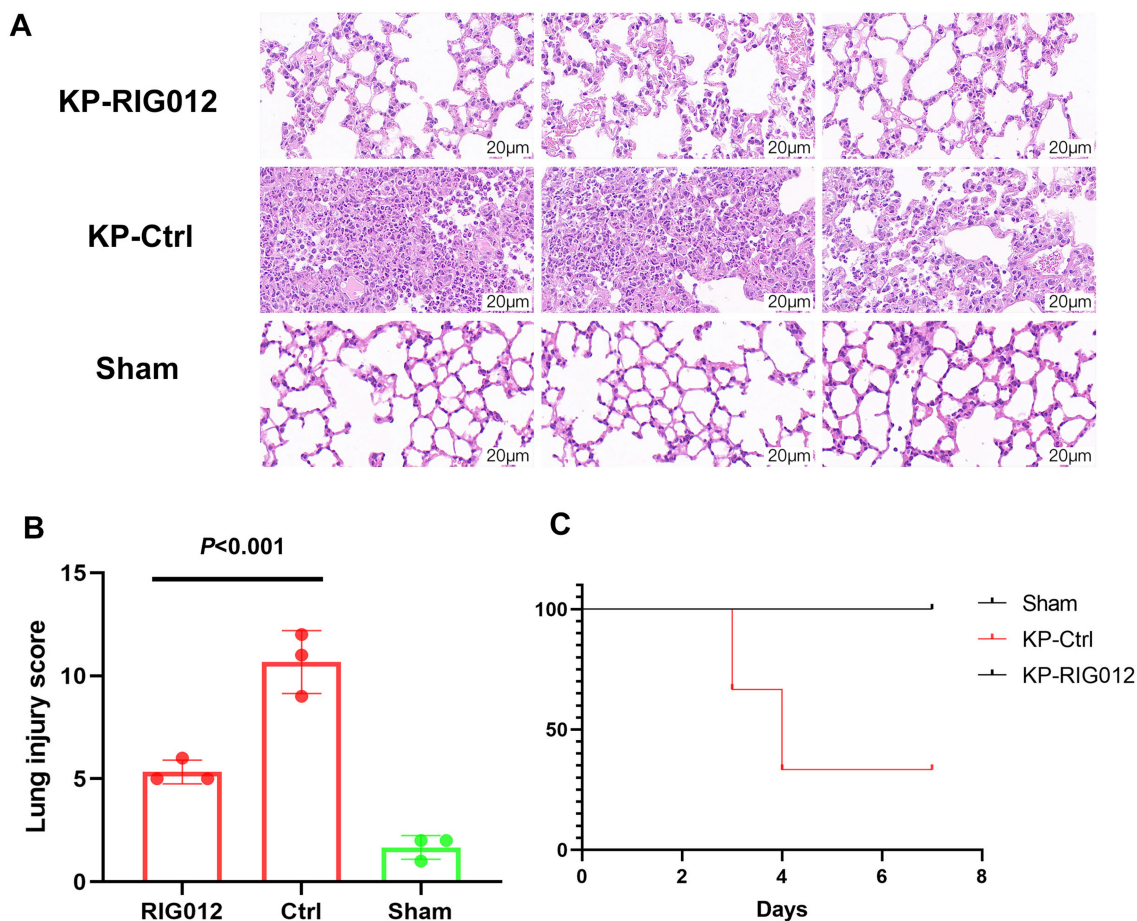 A
KP-RIG012
20μm
20μm
20μm
KP-Ctrl
20μm
20μm
20μm
Sham
20μm
20μm
20μm
B
P<0.001
Lung injury score
15
10
5
0
RIG012
Ctrl
Sham
C
100
50
0
0
2
4
6
8
Days
Sham
KP-Ctrl
KP-RIG012